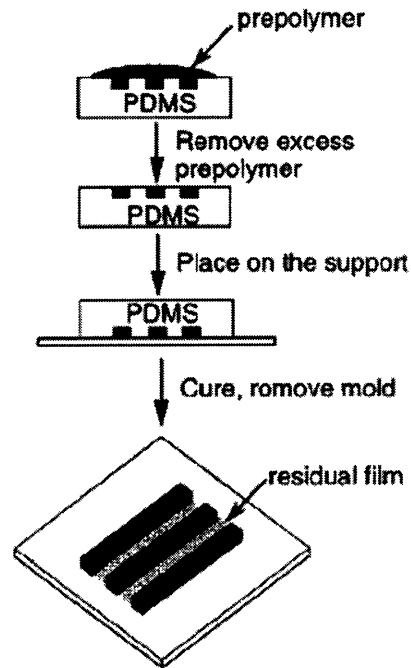 prepolymer
PDMS
Remove excess
prepolymer
PDMS
Place on the support
PDMS
Cure, romove mold
residual film